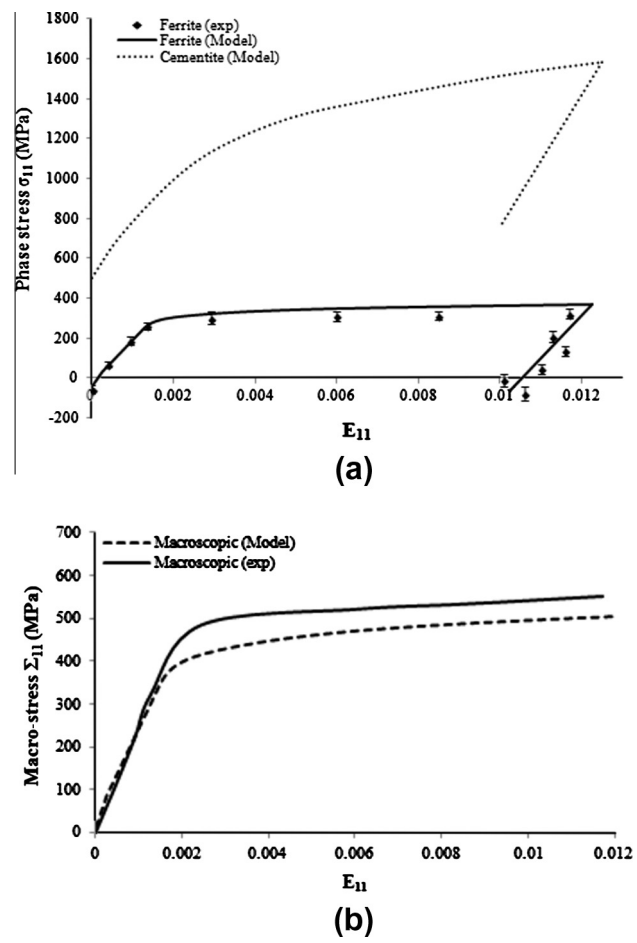 Ferrite (exp)
Ferrite (Model)
Cementite (Model)
1800
1600
1400
1200
1000
800
600
400
200
0
-200
Phase stress σ11 (MPa)
0 0.002 0.004 0.006 0.008 0.01 0.012
E11
(a)
Macroscopic (Model)
Macroscopic (exp)
700
600
500
400
300
200
100
0
Macro-stress Σ11 (MPa)
0 0.002 0.004 0.006 0.008 0.01 0.012
E11
(b)